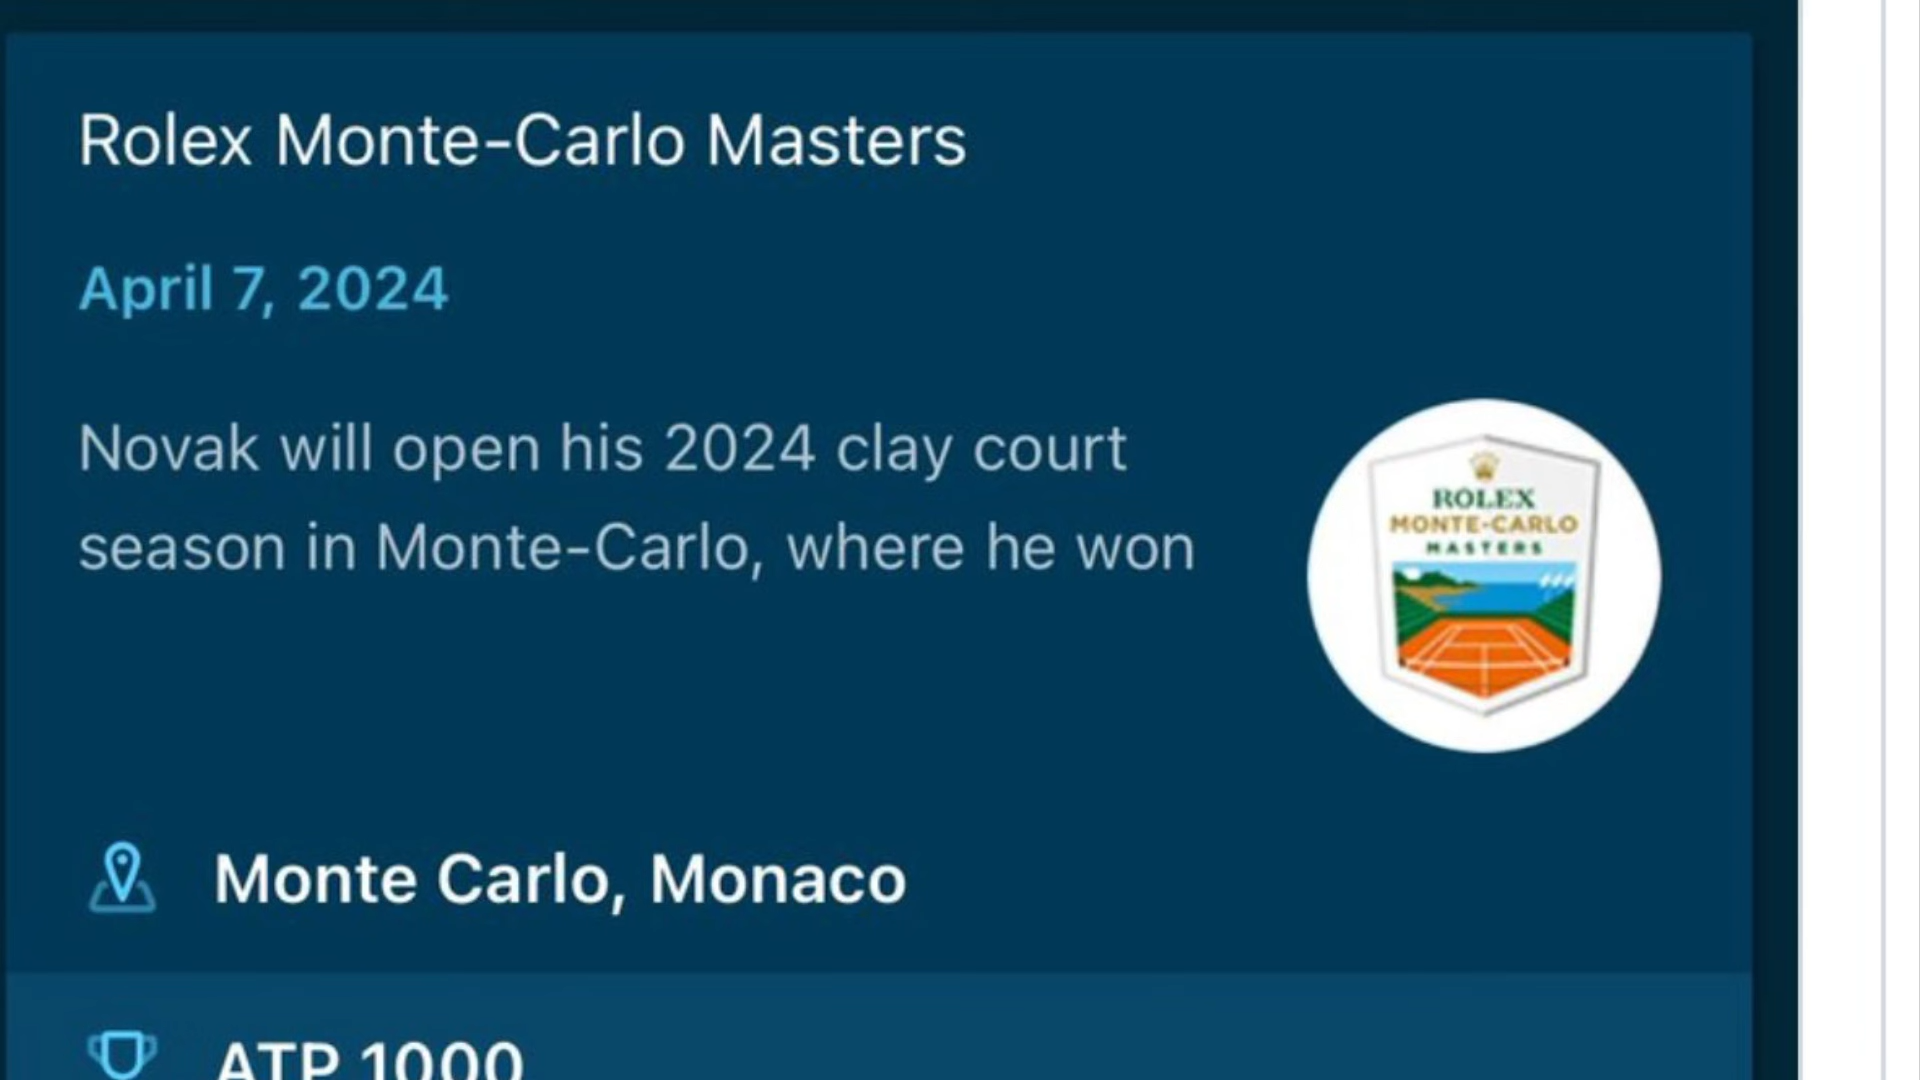 Rolex Monte-Carlo Masters
April 7, 2024
Novak will open his 2024 clay court
season in Monte-Carlo, where he won
ROLEX
MONTE-CARLO
MASTERS
Monte Carlo, Monaco
ATP 1000